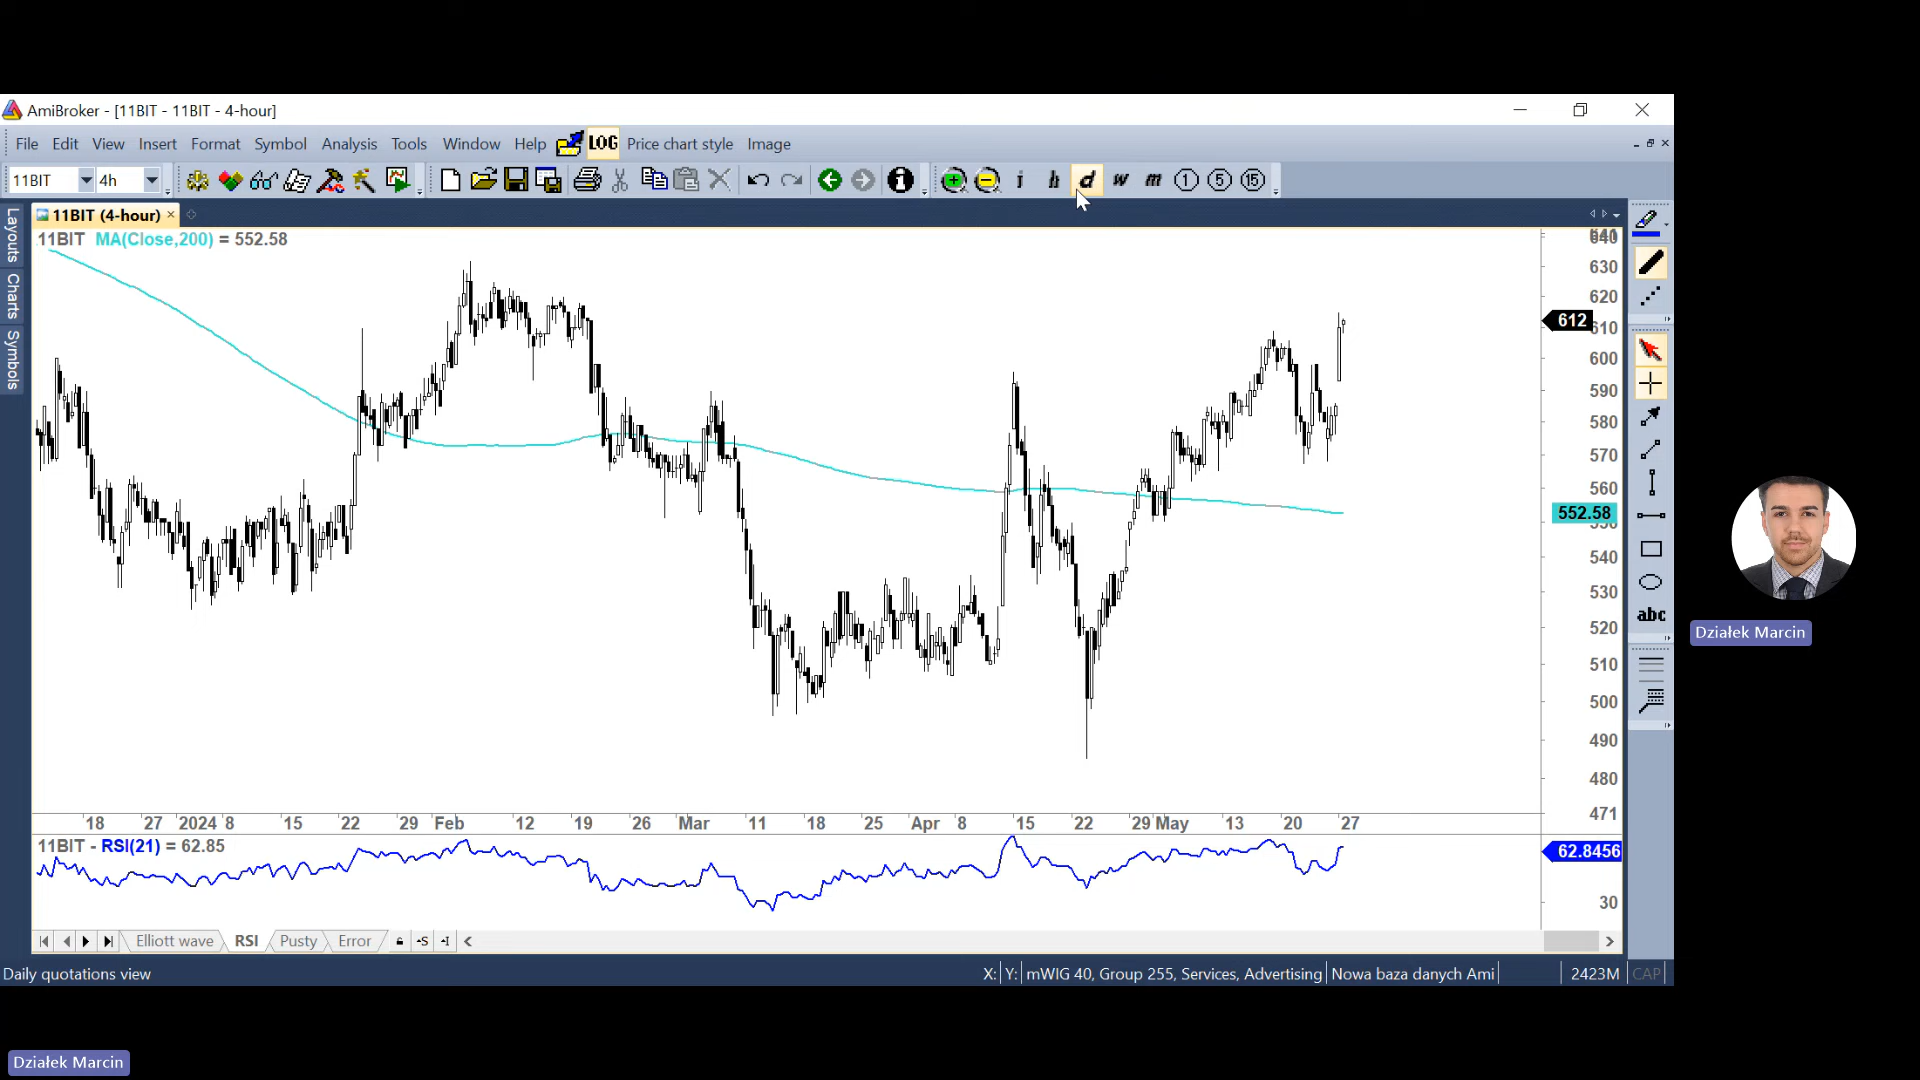 AmiBroker - [11BIT - 11BIT - 4-hour]
File Edit View Insert Format Symbol Analysis Tools Window Help LOG Price chart style Image
11BIT 4h i h d w m 1 5 15
11BIT (4-hour)
Layouts
Charts
Symbols
11BIT MA(Close,200) = 552.58
640
630
620
612
610
600
590
580
570
560
552.58
550
540
530
520
510
500
490
480
471
18 27 2024 8 15 22 29 Feb 12 19 26 Mar 11 18 25 Apr 8 15 22 29 May 13 20 27
11BIT - RSI(21) = 62.85
62.8456
30
abc
Elliott wave RSI Pusty Error
Daily quotations view X: Y: mWIG 40, Group 255, Services, Advertising Nowa baza danych Ami 2423M CAP
Działek Marcin
Działek Marcin